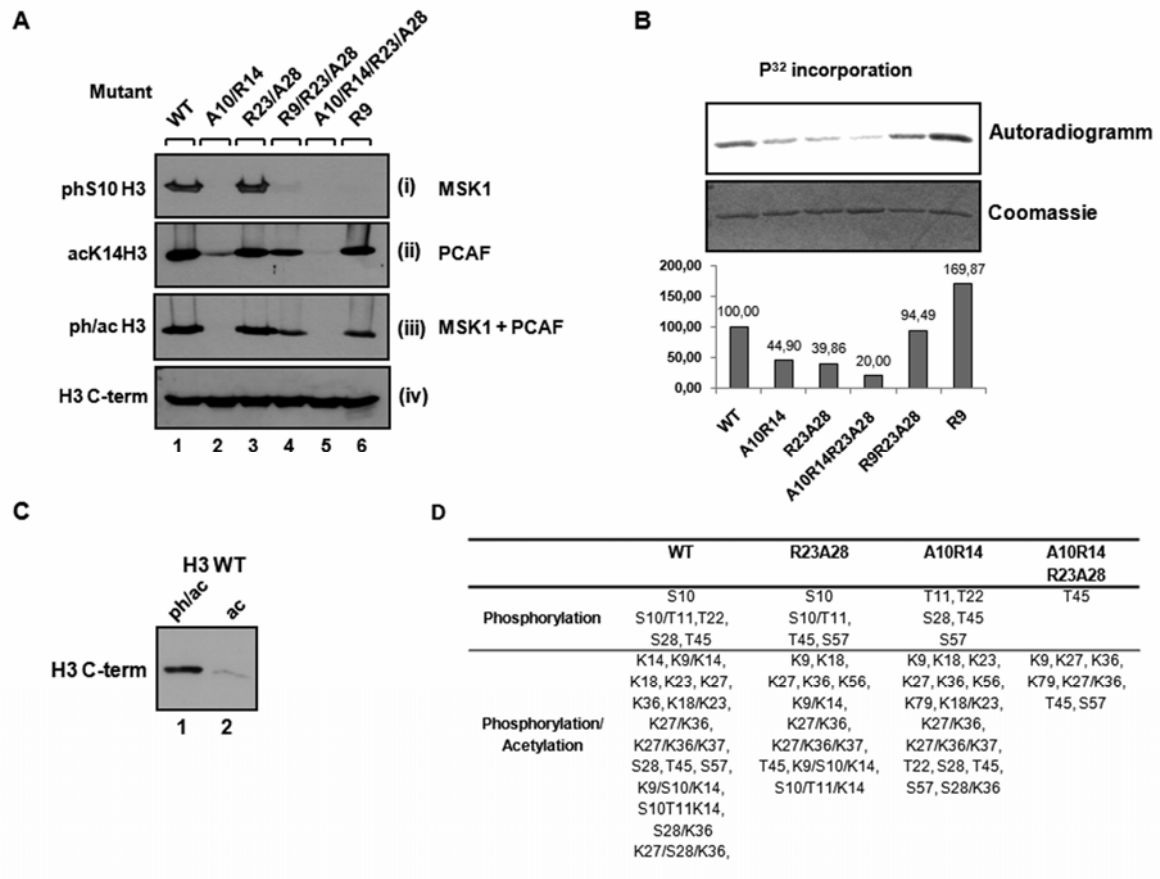 A
Mutant
WT
A10/R14
R23/A28
R9/R23/A28
A10/R14/R23/A28
R9
phS10 H3
(i)
MSK1
acK14H3
(ii)
PCAF
ph/ac H3
(iii)
MSK1 + PCAF
H3 C-term
(iv)
1 2 3 4 5 6
B
P32 incorporation
Autoradiogramm
Coomassie
200,00
150,00
100,00
50,00
0,00
100,00
44,90
39,86
20,00
94,49
169,87
WT
A10R14
R23A28
A10R14R23A28
R9R23A28
R9
C
H3 WT
ph/ac
ac
H3 C-term
1 2
D
WT R23A28 A10R14 A10R14
R23A28
Phosphorylation
S10
S10/T11,T22,
S28, T45
S10
S10/T11,
T45, S57
T11, T22
S28, T45
S57
T45
Phosphorylation/
Acetylation
K14, K9/K14,
K18, K23, K27,
K36, K18/K23,
K27/K36,
K27/K36/K37,
S28, T45, S57,
K9/S10/K14,
S10T11K14,
S28/K36
K27/S28/K36,
K9, K18,
K27, K36, K56,
K9/K14,
K27/K36,
K27/K36/K37,
T45, K9/S10/K14,
S10/T11/K14
K9, K18, K23,
K27, K36, K56,
K79, K18/K23,
K27/K36,
K27/K36/K37,
T22, S28, T45,
S57, S28/K36
K9, K27, K36,
K79, K27/K36,
T45, S57